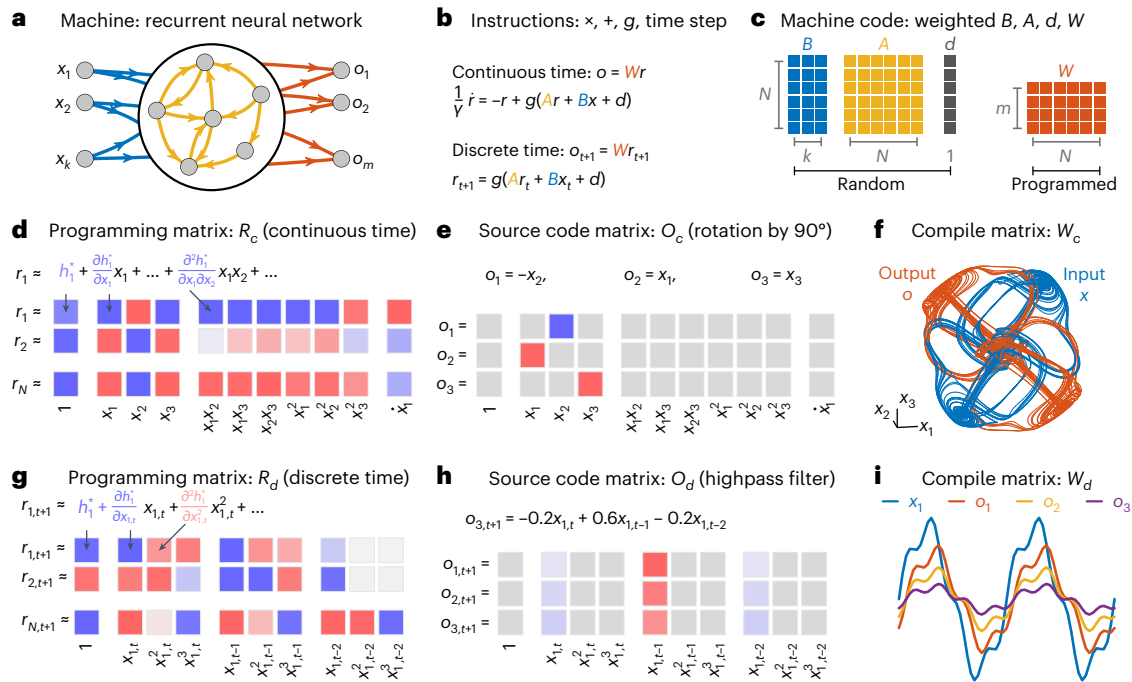 a Machine: recurrent neural network
x1
x2
xk
o1
o2
om
b Instructions: ×, +, g, time step
Continuous time: o = Wr
1/γ ṙ = −r + g(Ar + Bx + d)
Discrete time: ot+1 = Wrt+1
rt+1 = g(Art + Bxt + d)
c Machine code: weighted B, A, d, W
B
A
d
W
N
m
k
N
1
N
Random
Programmed
d Programming matrix: Rc (continuous time)
r1 ≈ h1* + ∂h1*/∂x1 x1 + ... + ∂²h1*/∂x1∂x2 x1x2 + ...
r1 ≈
r2 ≈
rN ≈
1
x1
x2
x3
x1x2
x1x3
x2x3
x1²
x2²
x3²
ẋ1
e Source code matrix: Oc (rotation by 90°)
o1 = −x2, o2 = x1, o3 = x3
o1 =
o2 =
o3 =
1
x1
x2
x3
x1x2
x1x3
x2x3
x1²
x2²
x3²
ẋ1
f Compile matrix: Wc
Output
o
Input
x
x3
x2
x1
g Programming matrix: Rd (discrete time)
r1,t+1 ≈ h1* + ∂h1*/∂x1,t x1,t + ∂²h1*/∂x²1,t x²1,t + ...
r1,t+1 ≈
r2,t+1 ≈
rN,t+1 ≈
1
x1,t
x²1,t
x³1,t
x1,t−1
x²1,t−1
x³1,t−1
x1,t−2
x²1,t−2
x³1,t−2
h Source code matrix: Od (highpass filter)
o3,t+1 = −0.2x1,t + 0.6x1,t−1 − 0.2x1,t−2
o1,t+1 =
o2,t+1 =
o3,t+1 =
1
x1,t
x²1,t
x³1,t
x1,t−1
x²1,t−1
x³1,t−1
x1,t−2
x²1,t−2
x³1,t−2
i Compile matrix: Wd
x1 o1 o2 o3